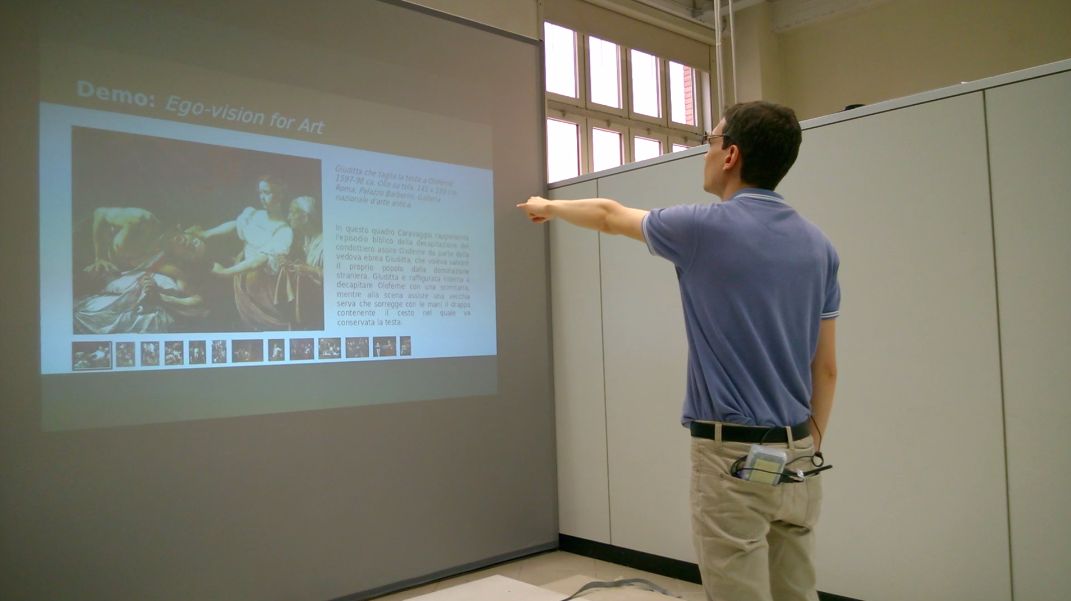 Demo: Ego-vision for Art
Giuditta che taglia la testa a Oloferne
1597-98 ca. Olio su tela, 145 x 195 cm.
Roma, Palazzo Barberini, Galleria
nazionale d'arte antica
In questo quadro Caravaggio rappresenta
l'episodio biblico della decapitazione del
condottiero assiro Oloferne da parte della
vedova ebrea Giuditta, che voleva salvare
il proprio popolo dalla dominazione
straniera. Giuditta è raffigurata intenta a
decapitare Oloferne con una scimitarra,
mentre alla scena assiste una vecchia
serva che sorregge con le mani il drappo
contenente il cesto nel quale va
conservata la testa.